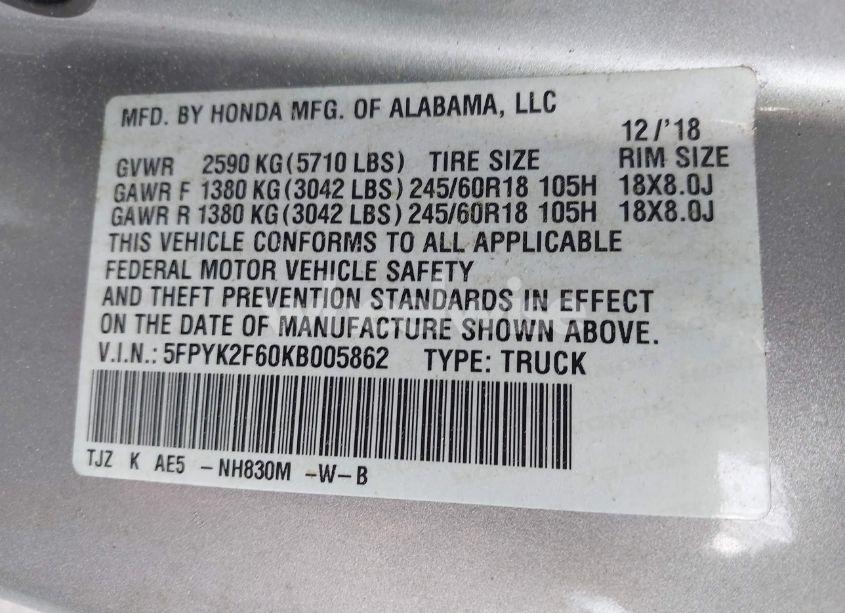 MFD. BY HONDA MFG. OF ALABAMA, LLC
12/'18
GVWR 2590 KG(5710 LBS) TIRE SIZE RIM SIZE
GAWR F 1380 KG(3042 LBS) 245/60R18 105H 18X8.0J
GAWR R 1380 KG(3042 LBS) 245/60R18 105H 18X8.0J
THIS VEHICLE CONFORMS TO ALL APPLICABLE
FEDERAL MOTOR VEHICLE SAFETY
AND THEFT PREVENTION STANDARDS IN EFFECT
ON THE DATE OF MANUFACTURE SHOWN ABOVE.
V.I.N.: 5FPYK2F60KB005862 TYPE: TRUCK
TJZ K AE5 -NH830M -W-B